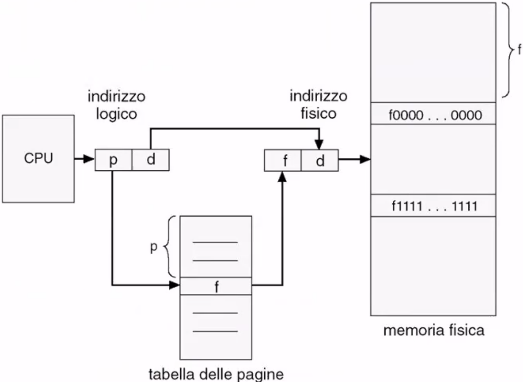 f
indirizzo
logico
indirizzo
fisico
f0000 . . . 0000
CPU
p d
f d
f1111 . . . 1111
p
f
memoria fisica
tabella delle pagine